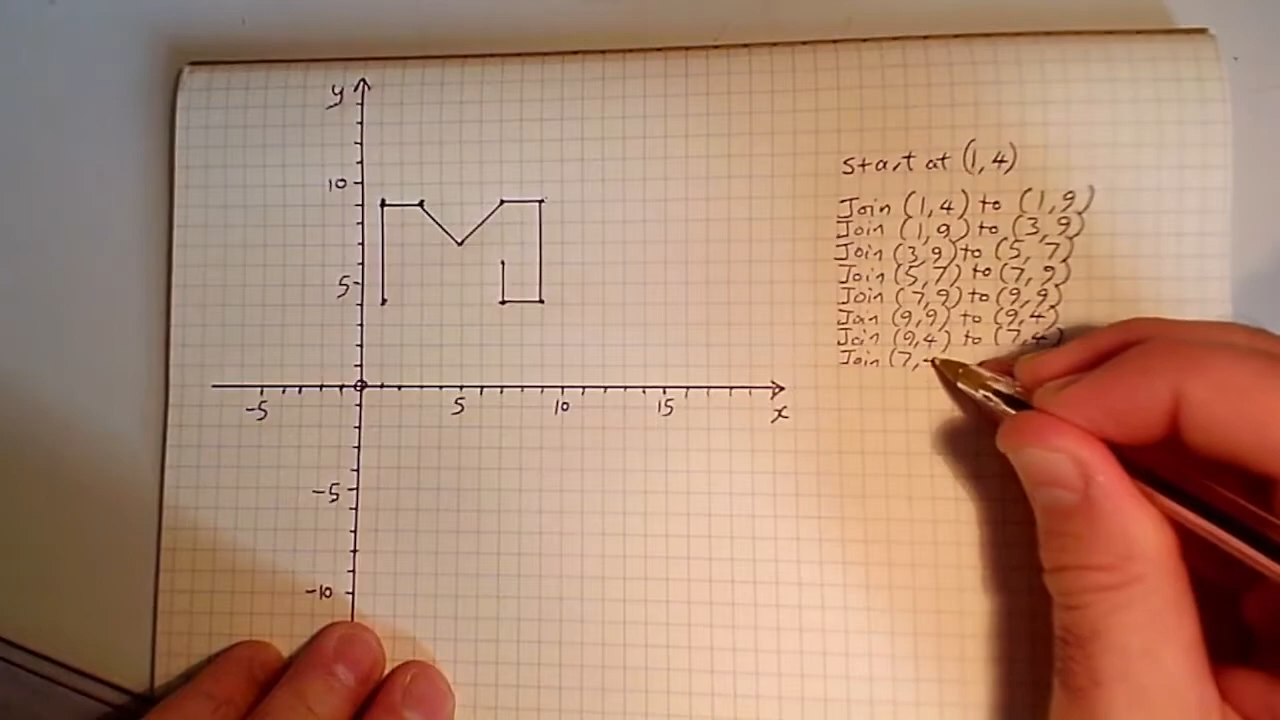 y
10
5
-5
5
10
15
x
-5
-10
Start at (1,4)
Join (1,4) to (1,9)
Join (1,9) to (3,9)
Join (3,9) to (5,7)
Join (5,7) to (7,9)
Join (7,9) to (9,9)
Join (9,9) to (9,4)
Join (9,4) to (7,4)
Join (7,4